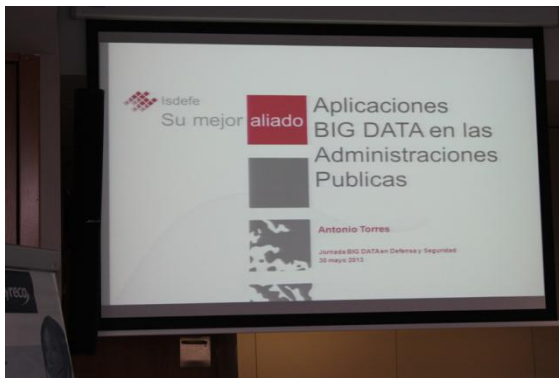 Isdefe
Su mejor aliado
Aplicaciones
BIG DATA en las
Administraciones
Publicas
Antonio Torres
Jornada BIG DATA en Defensa y Seguridad
30 mayo 2013